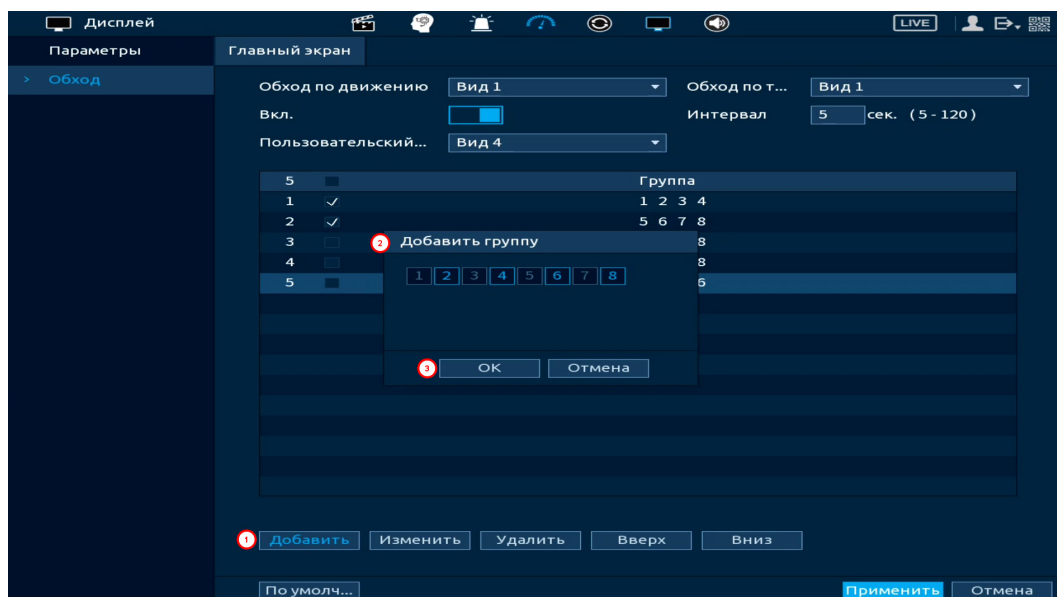 Дисплей LIVE
Параметры Главный экран
> Обход
Обход по движению Вид 1 Обход по т... Вид 1
Вкл. Интервал 5 сек. (5-120)
Пользовательский... Вид 4
5 Группа
1 1 2 3 4
2 5 6 7 8
3 8
4 8
5 6
2 Добавить группу
1 2 3 4 5 6 7 8
3 OK Отмена
1 Добавить Изменить Удалить Вверх Вниз
По умолч... Применить Отмена